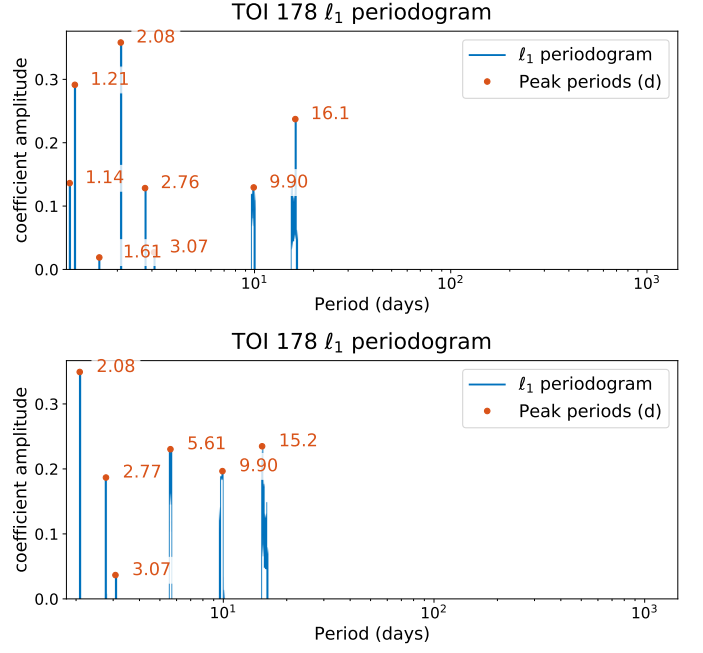 TOI 178 ℓ₁ periodogram
2.08
1.21
16.1
1.14
2.76
9.90
1.61
3.07
ℓ₁ periodogram
Peak periods (d)
coefficient amplitude
0.3
0.2
0.1
0.0
10¹
10²
10³
Period (days)
TOI 178 ℓ₁ periodogram
2.08
5.61
15.2
2.77
9.90
3.07
ℓ₁ periodogram
Peak periods (d)
coefficient amplitude
0.3
0.2
0.1
0.0
10¹
10²
10³
Period (days)